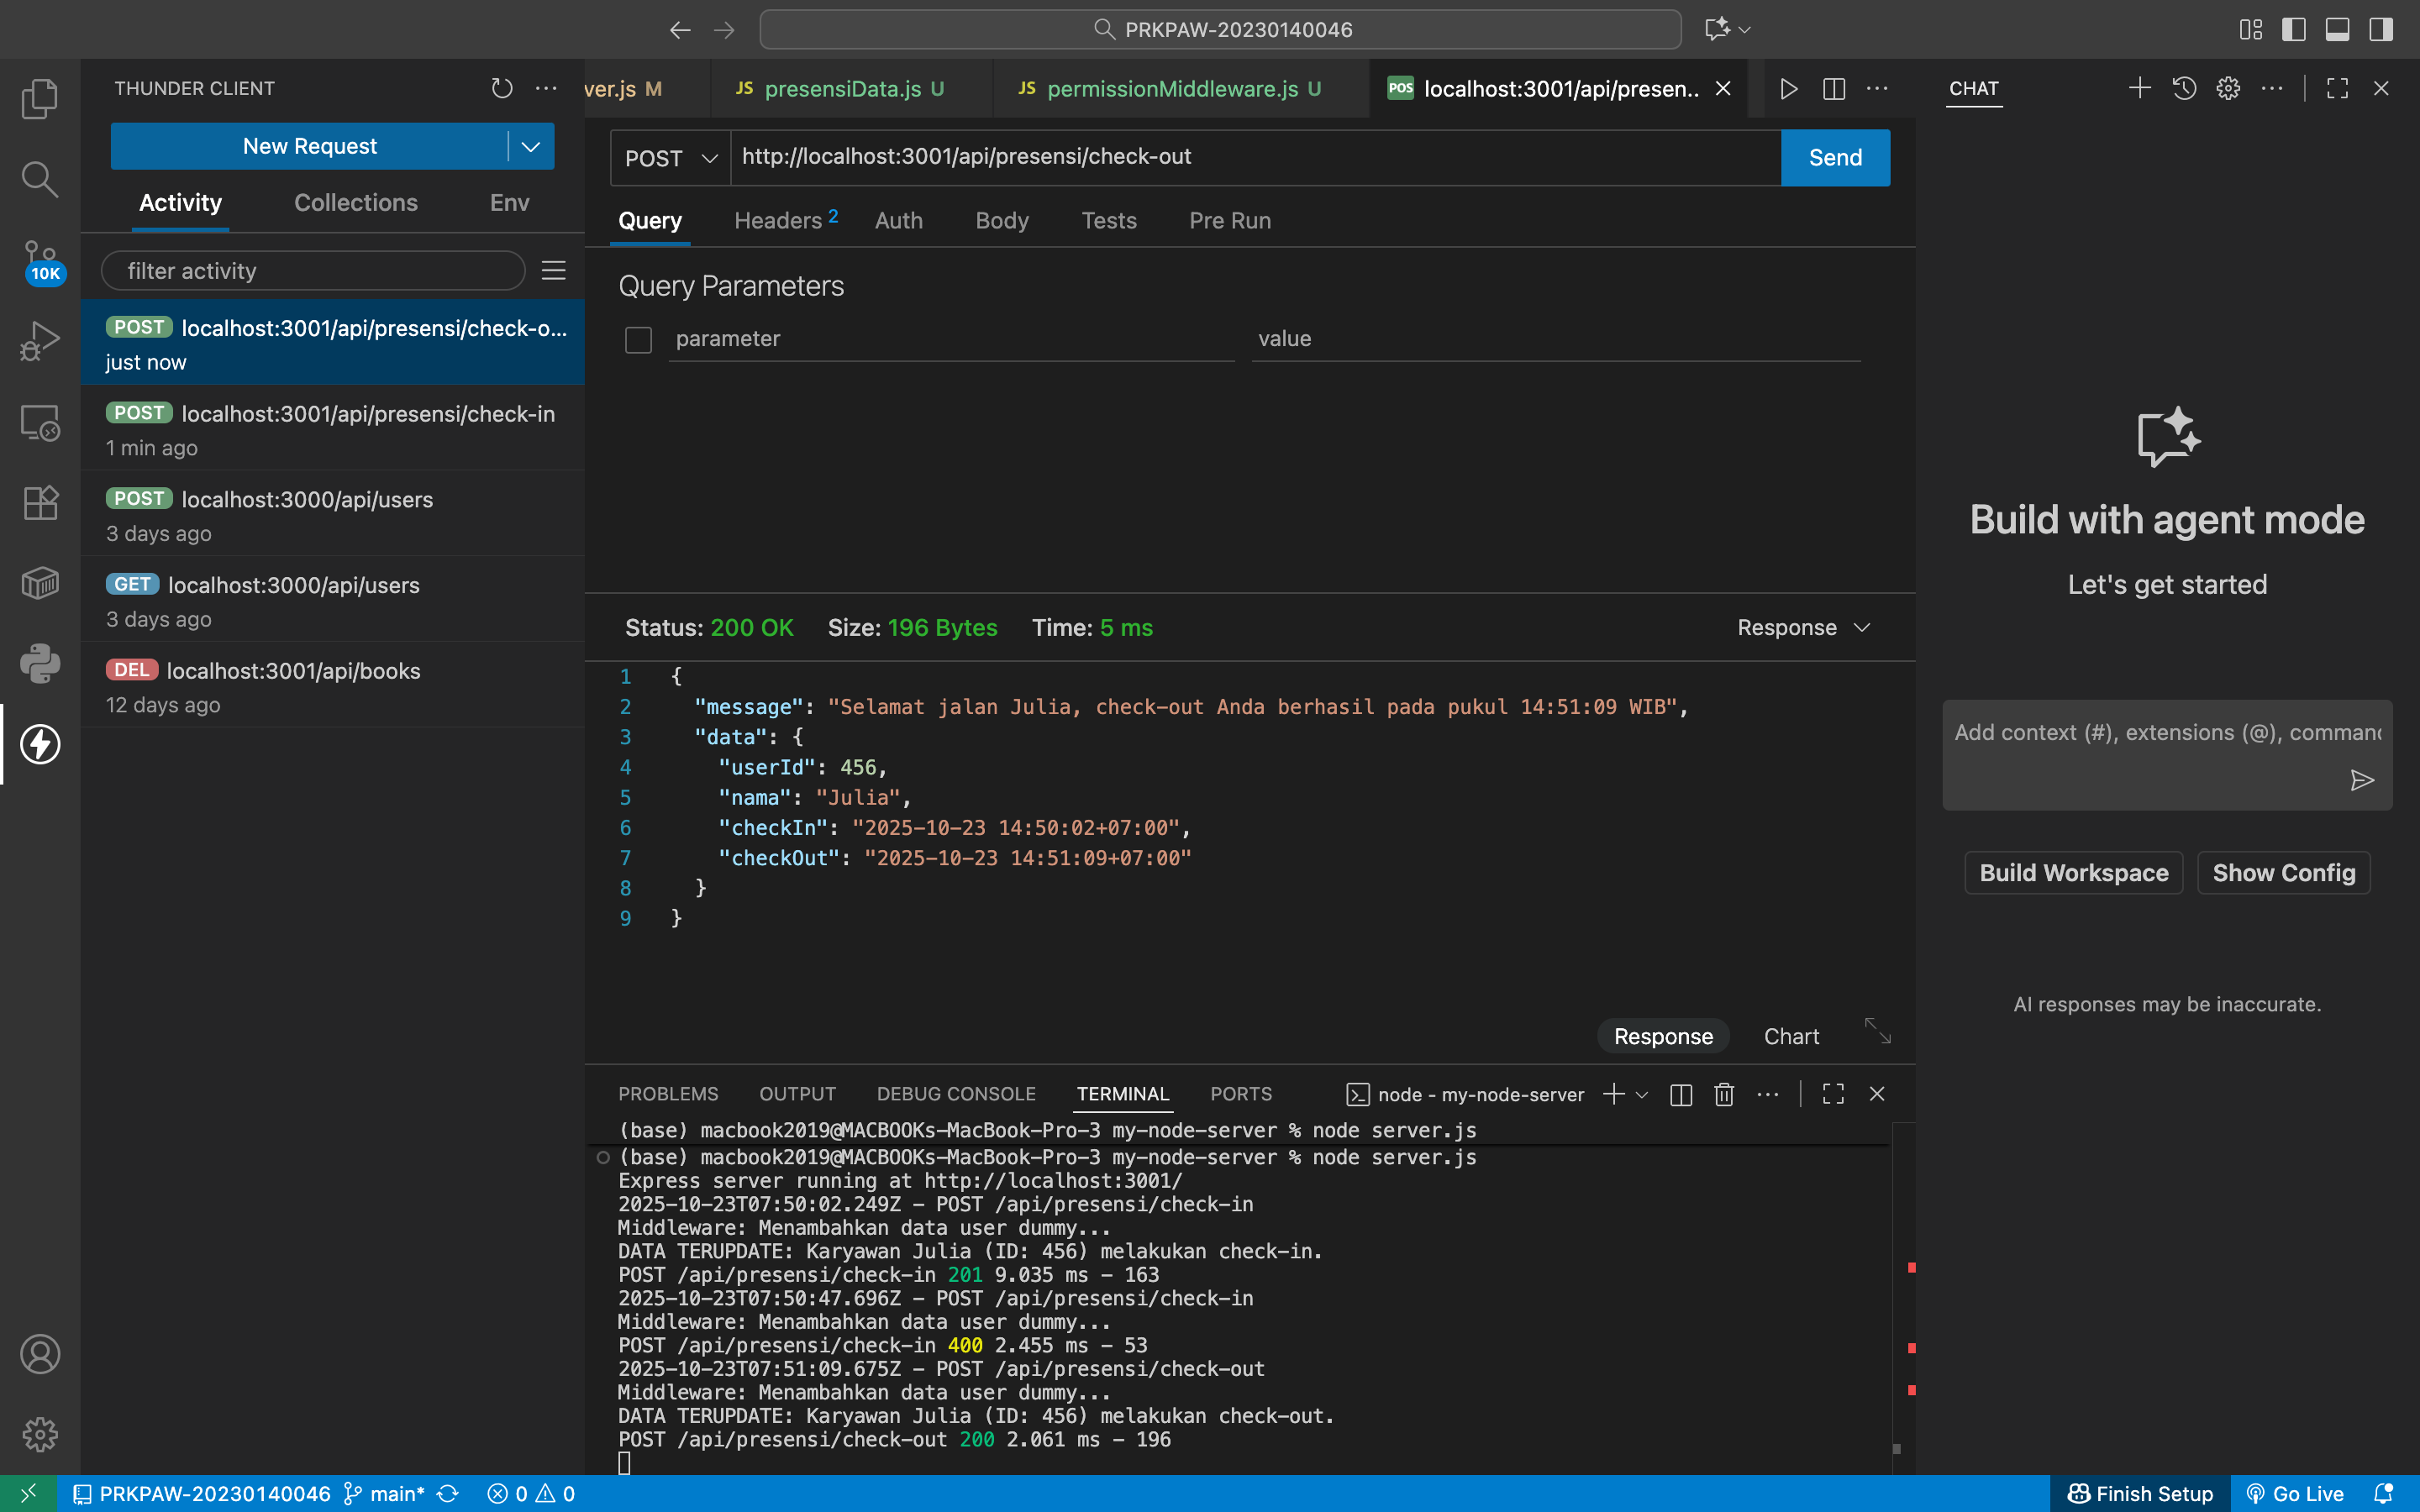 PRKPAW-20230140046
THUNDER CLIENT
New Request
Activity Collections Env
filter activity
POST localhost:3001/api/presensi/check-o...
just now
POST localhost:3001/api/presensi/check-in
1 min ago
POST localhost:3000/api/users
3 days ago
GET localhost:3000/api/users
3 days ago
DEL localhost:3001/api/books
12 days ago
10K
ver.js M
JS presensiData.js U
JS permissionMiddleware.js U
POS localhost:3001/api/presen..
POST http://localhost:3001/api/presensi/check-out Send
Query Headers 2 Auth Body Tests Pre Run
Query Parameters
parameter value
Status: 200 OK Size: 196 Bytes Time: 5 ms Response
1 {
2 "message": "Selamat jalan Julia, check-out Anda berhasil pada pukul 14:51:09 WIB",
3 "data": {
4 "userId": 456,
5 "nama": "Julia",
6 "checkIn": "2025-10-23 14:50:02+07:00",
7 "checkOut": "2025-10-23 14:51:09+07:00"
8 }
9 }
Response Chart
PROBLEMS OUTPUT DEBUG CONSOLE TERMINAL PORTS node - my-node-server
(base) macbook2019@MACBOOKs-MacBook-Pro-3 my-node-server % node server.js
(base) macbook2019@MACBOOKs-MacBook-Pro-3 my-node-server % node server.js
Express server running at http://localhost:3001/
2025-10-23T07:50:02.249Z - POST /api/presensi/check-in
Middleware: Menambahkan data user dummy...
DATA TERUPDATE: Karyawan Julia (ID: 456) melakukan check-in.
POST /api/presensi/check-in 201 9.035 ms - 163
2025-10-23T07:50:47.696Z - POST /api/presensi/check-in
Middleware: Menambahkan data user dummy...
POST /api/presensi/check-in 400 2.455 ms - 53
2025-10-23T07:51:09.675Z - POST /api/presensi/check-out
Middleware: Menambahkan data user dummy...
DATA TERUPDATE: Karyawan Julia (ID: 456) melakukan check-out.
POST /api/presensi/check-out 200 2.061 ms - 196
CHAT
Build with agent mode
Let's get started
Add context (#), extensions (@), comman
Build Workspace Show Config
AI responses may be inaccurate.
PRKPAW-20230140046 main* 0 0 Finish Setup Go Live